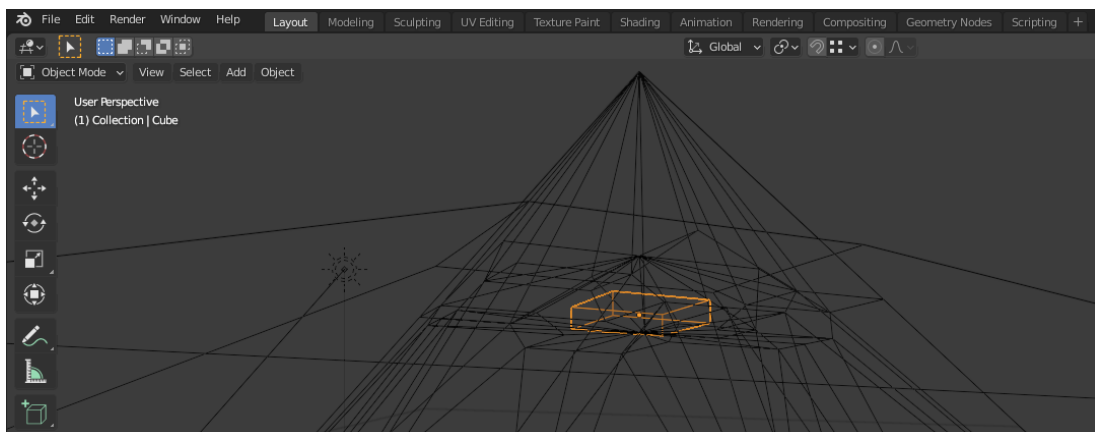 File Edit Render Window Help Layout Modeling Sculpting UV Editing Texture Paint Shading Animation Rendering Compositing Geometry Nodes Scripting +
Global
Object Mode View Select Add Object
User Perspective
(1) Collection | Cube